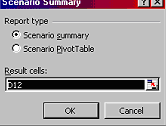 Scenario Summary
Report type
Scenario summary
Scenario PivotTable
Result cells:
D12
OK
Cancel